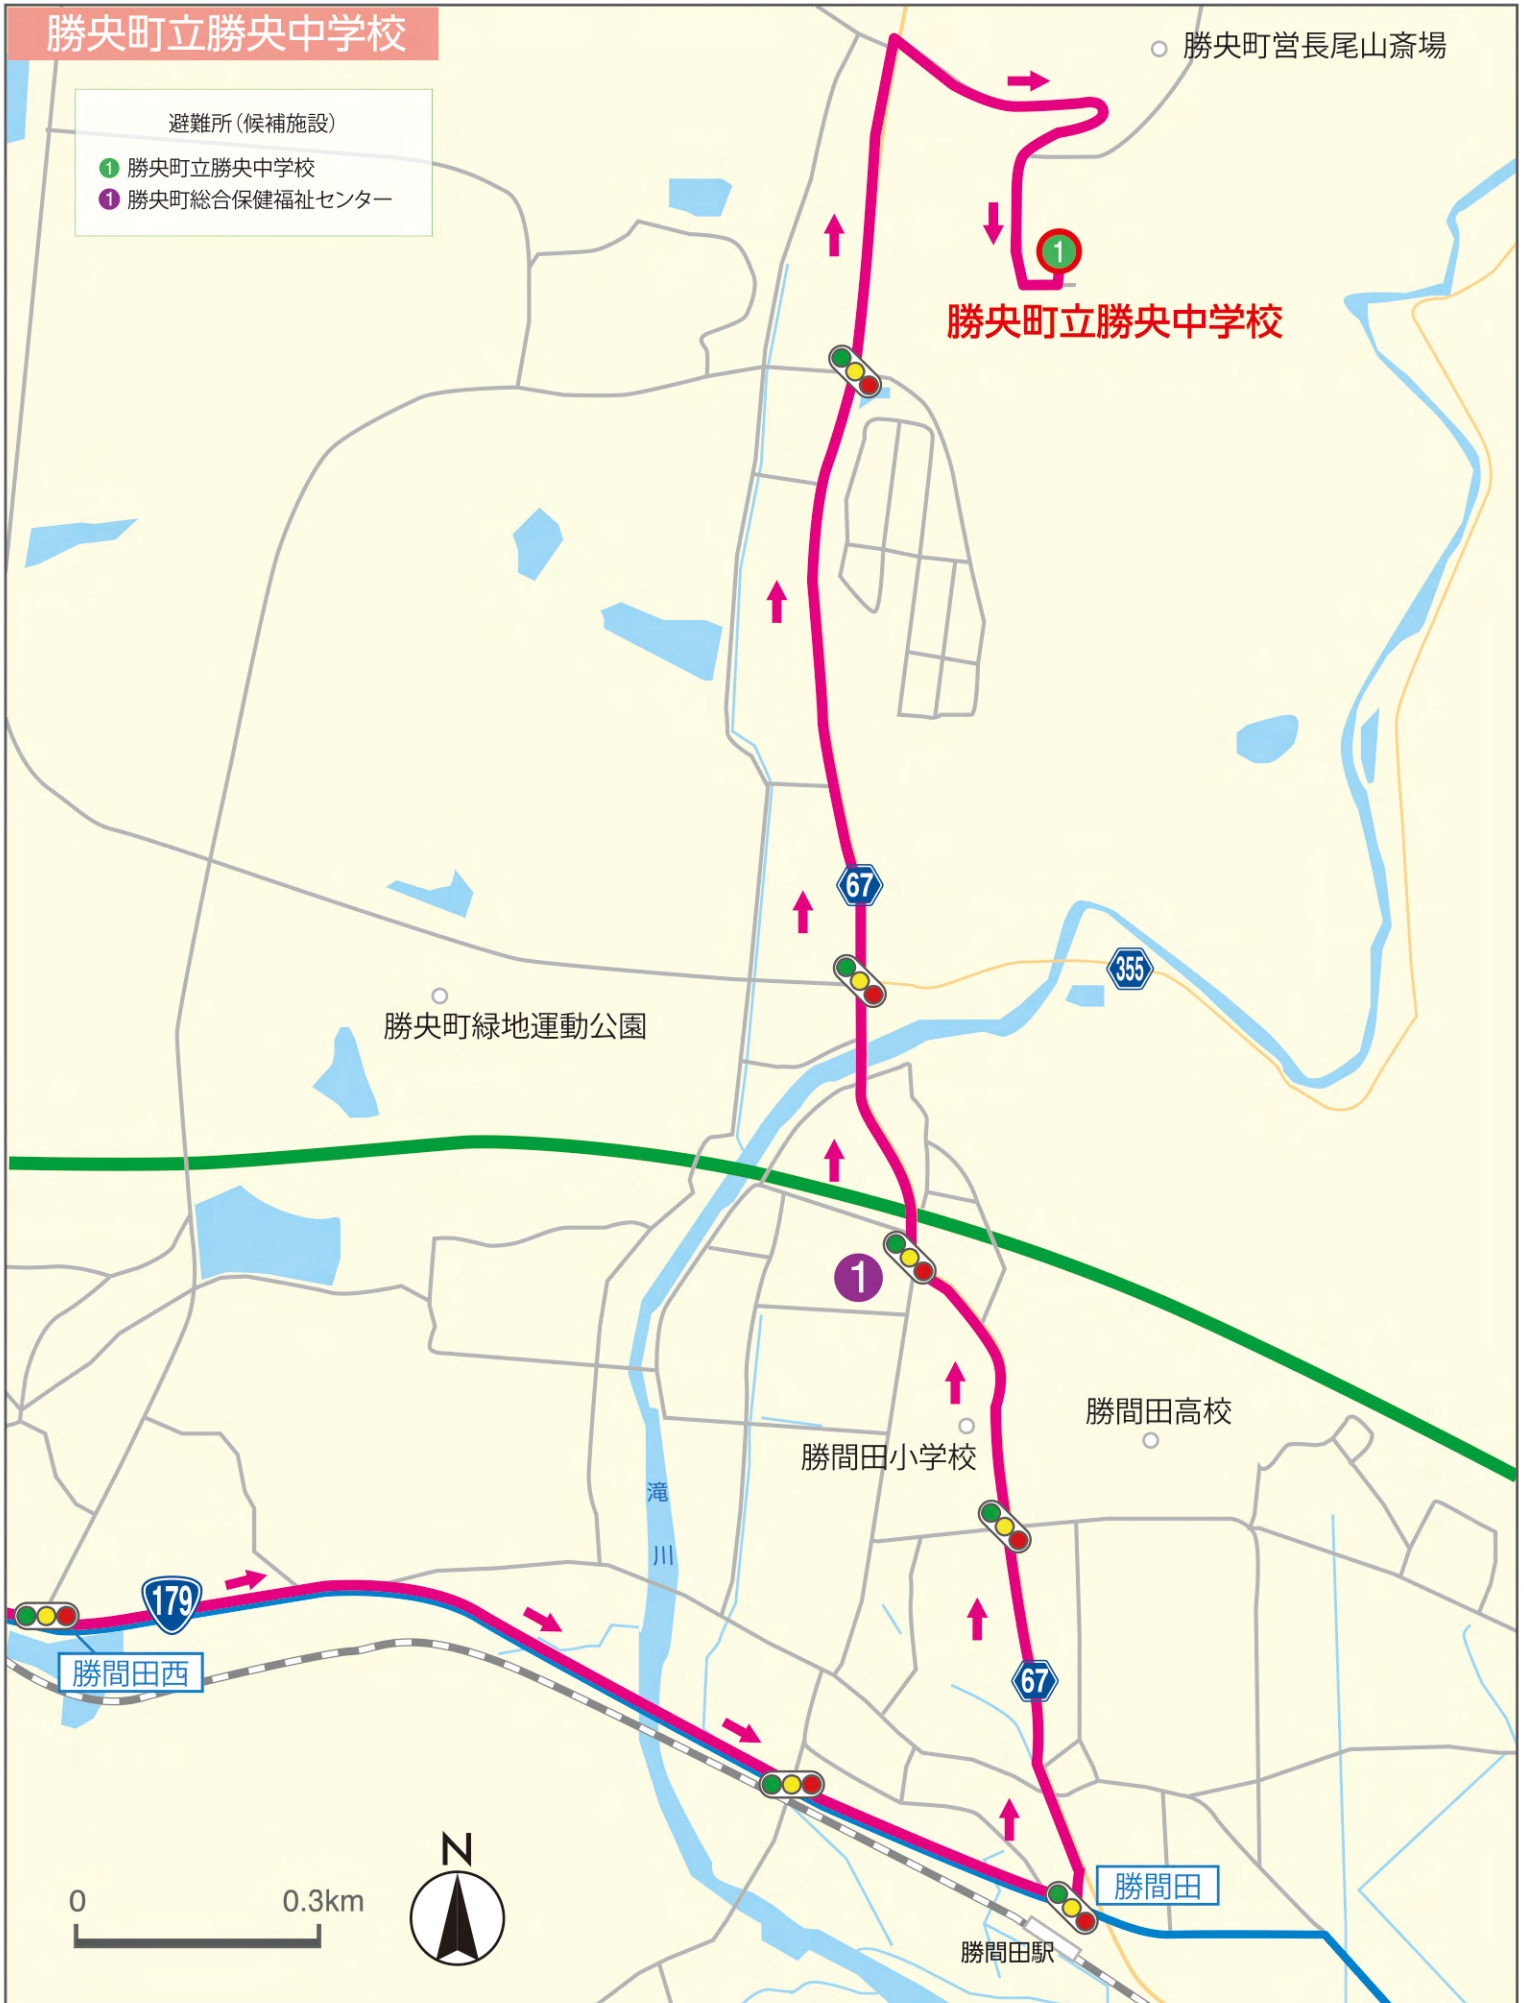 勝央町立勝央中学校
勝央町営長尾山斎場
避難所（候補施設）
1 勝央町立勝央中学校
1 勝央町総合保健福祉センター
1
勝央町立勝央中学校
67
355
勝央町緑地運動公園
1
勝間田高校
勝間田小学校
滝
川
179
勝間田西
67
N
0 0.3km
勝間田
勝間田駅